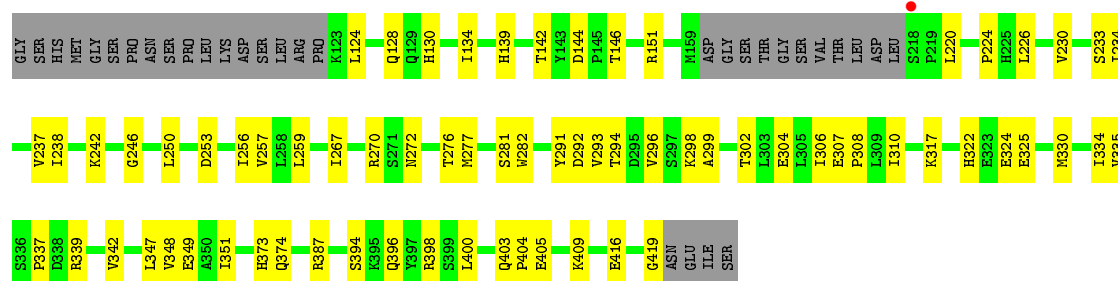 GLY SER HIS MET GLY SER PRO ASN SER PRO LEU LYS ASP SER LEU ARG PRO K123 L124 Q128 Q129 H130 I134 H139 T142 Y143 D144 P145 T146 R151 M159 ASP GLY SER THR GLY SER VAL THR LEU ASP LEU S218 P219 L220 P224 H225 L226 V230 S233 I234
V237 I238 K242 G246 L250 D253 I256 V257 L258 L259 I267 R270 S271 N272 T276 M277 S281 W282 Y291 D292 V293 T294 D295 V296 S297 K298 A299 T302 L303 E304 L305 I306 E307 P308 L309 I310 K317 H322 E323 E324 E325 M330 I334 V335
S336 P337 D338 R339 V342 L347 V348 E349 A350 I351 H373 Q374 R387 S394 K395 Q396 Y397 R398 S399 L400 Q403 P404 E405 K409 E416 G419 ASN GLU ILE SER